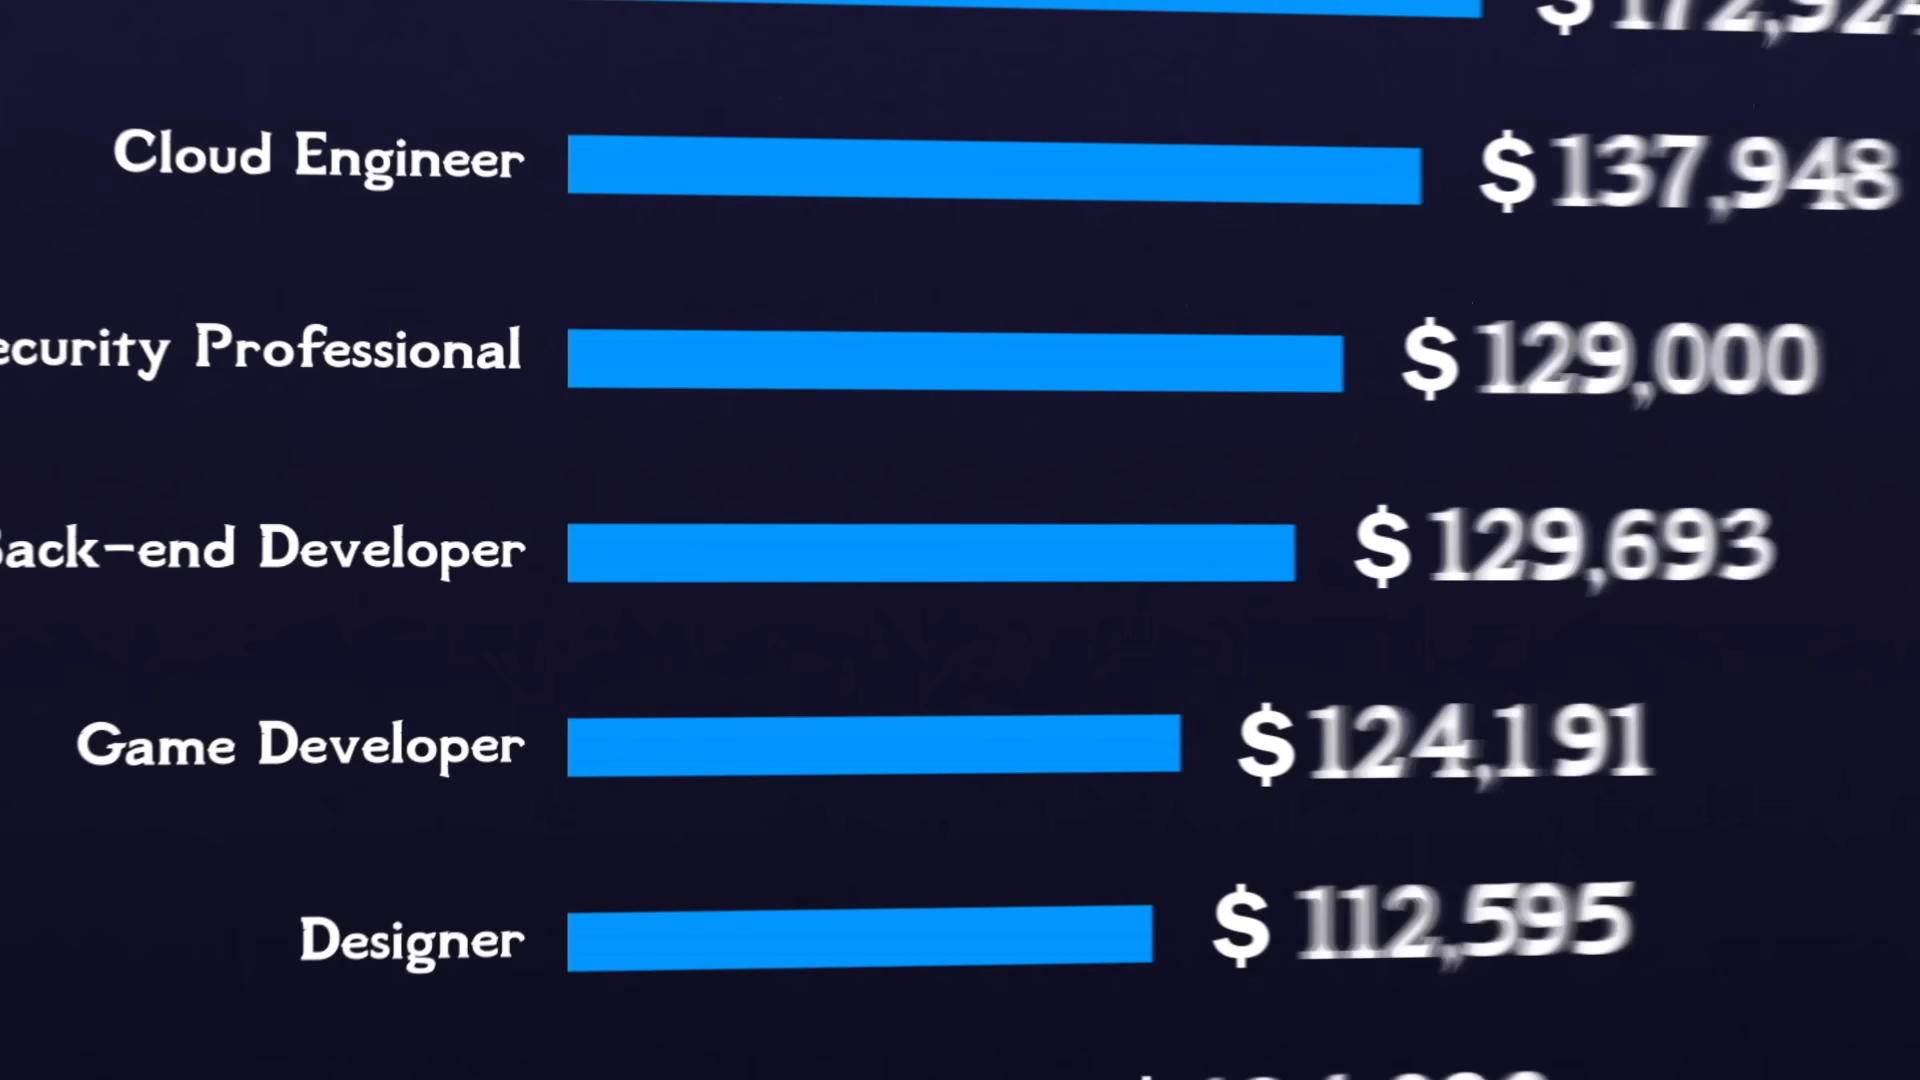 Cloud Engineer $137,948
ecurity Professional $129,000
Back-end Developer $129,693
Game Developer $124,191
Designer $112,595